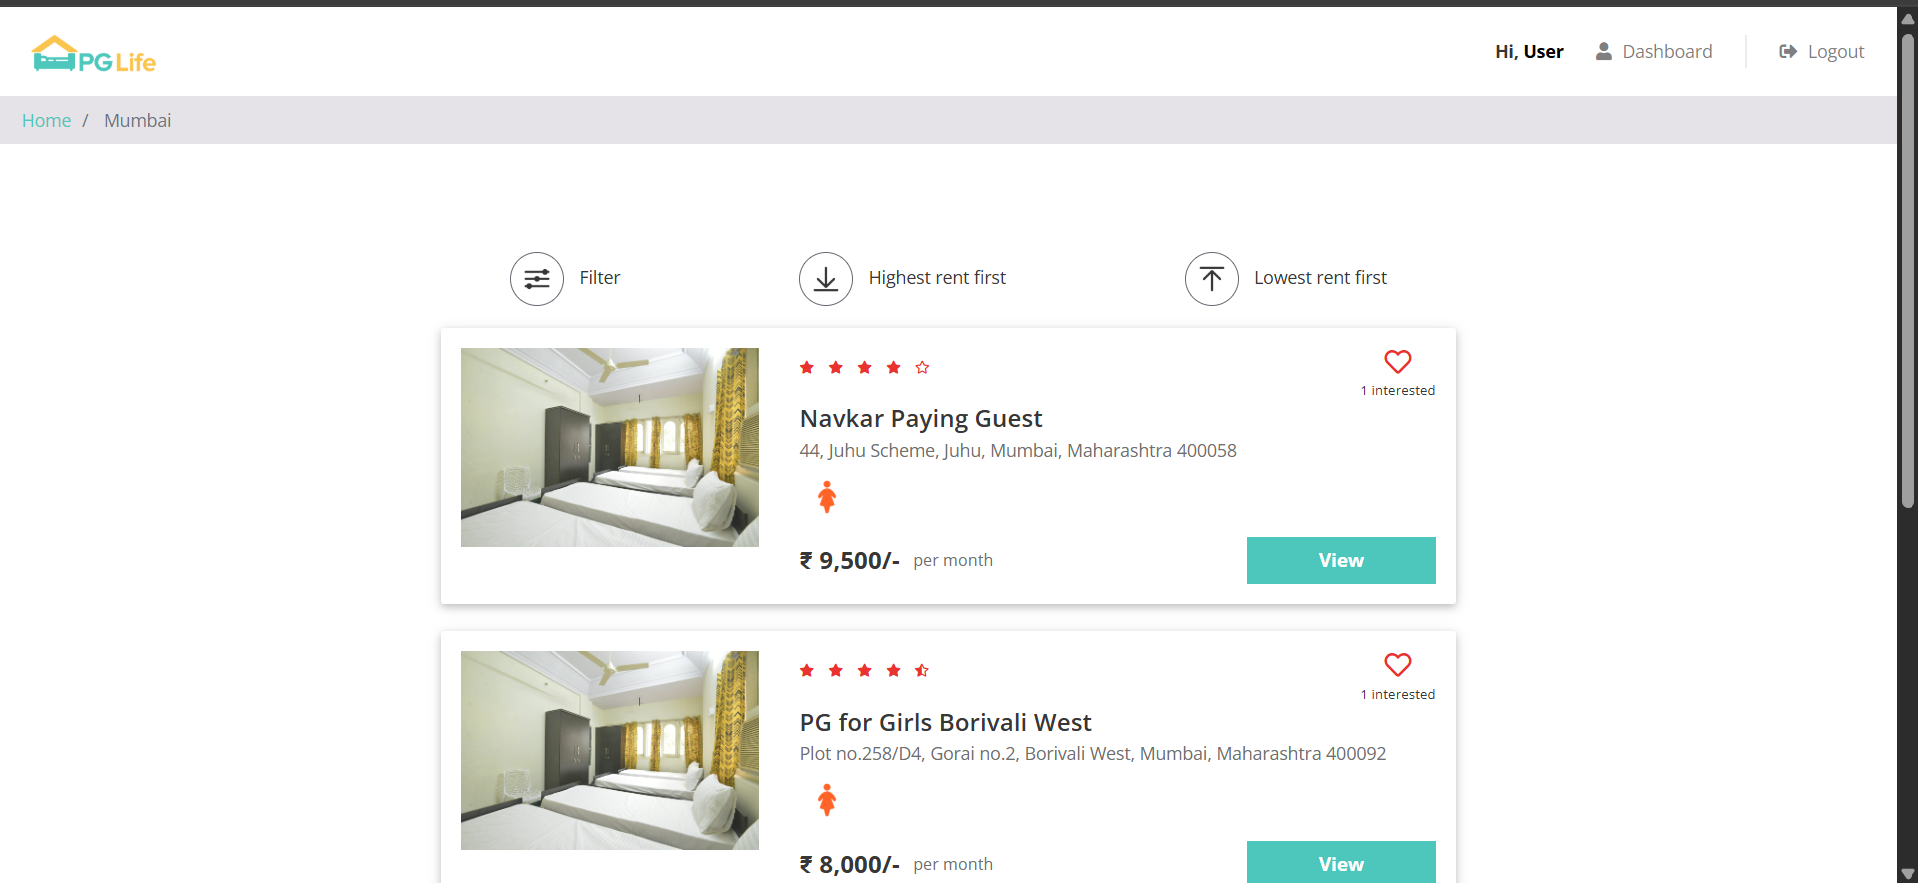 PG Life
Hi, User
Dashboard
Logout
Home / Mumbai
Filter
Highest rent first
Lowest rent first
1 interested
Navkar Paying Guest
44, Juhu Scheme, Juhu, Mumbai, Maharashtra 400058
₹ 9,500/- per month
View
1 interested
PG for Girls Borivali West
Plot no.258/D4, Gorai no.2, Borivali West, Mumbai, Maharashtra 400092
₹ 8,000/- per month
View